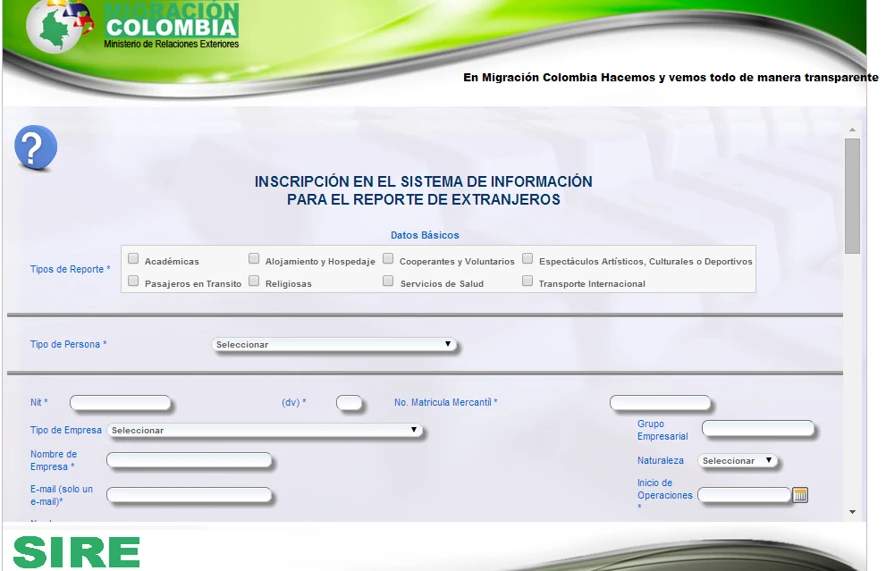 MIGRACIÓN
COLOMBIA
Ministerio de Relaciones Exteriores
En Migración Colombia Hacemos y vemos todo de manera transparente
?
INSCRIPCIÓN EN EL SISTEMA DE INFORMACIÓN
PARA EL REPORTE DE EXTRANJEROS
Datos Básicos
Tipos de Reporte *
Académicas Alojamiento y Hospedaje Cooperantes y Voluntarios Espectáculos Artísticos, Culturales o Deportivos
Pasajeros en Transito Religiosas Servicios de Salud Transporte Internacional
Tipo de Persona * Seleccionar
Nit * (dv) * No. Matricula Mercantíl *
Tipo de Empresa Seleccionar
Grupo
Empresarial
Nombre de
Empresa *
Naturaleza Seleccionar
E-mail (solo un
e-mail)*
Inicio de
Operaciones
*
SIRE